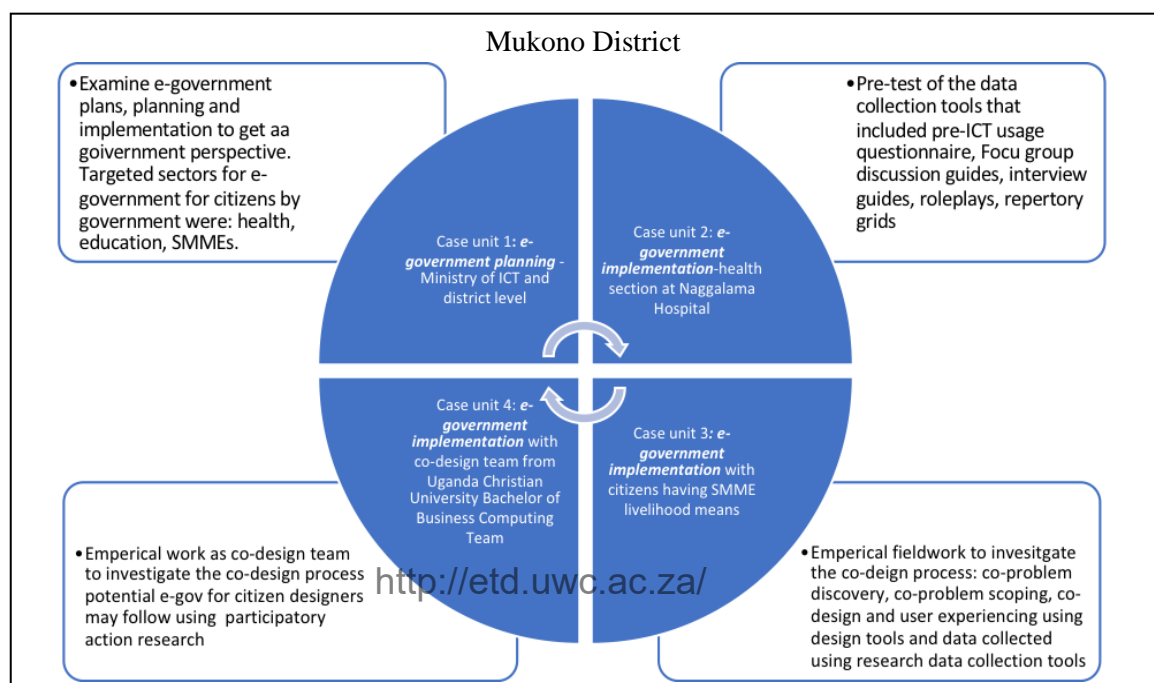 Mukono District
•Examine e-government
plans, planning and
implementation to get aa
goivernment perspective.
Targeted sectors for e-
government for citizens by
government were: health,
education, SMMEs.
•Pre-test of the data
collection tools that
included pre-ICT usage
questionnaire, Focu group
discussion guides, interview
guides, roleplays, repertory
grids
Case unit 1: e-
government planning -
Ministry of ICT and
district level
Case unit 2: e-
government
implementation-health
section at Naggalama
Hospital
Case unit 4: e-
government
implementation with
co-design team from
Uganda Christian
University Bachelor of
Business Computing
Team
Case unit 3: e-
government
implementation with
citizens having SMME
livelihood means
•Emperical work as co-design team
to investigate the co-design process
potential e-gov for citizen designers
may follow using participatory
action research
•Emperical fieldwork to invesitgate
the co-deign process: co-problem
discovery, co-problem scoping, co-
design and user experiencing using
design tools and data collected
using research data collection tools
http://etd.uwc.ac.za/